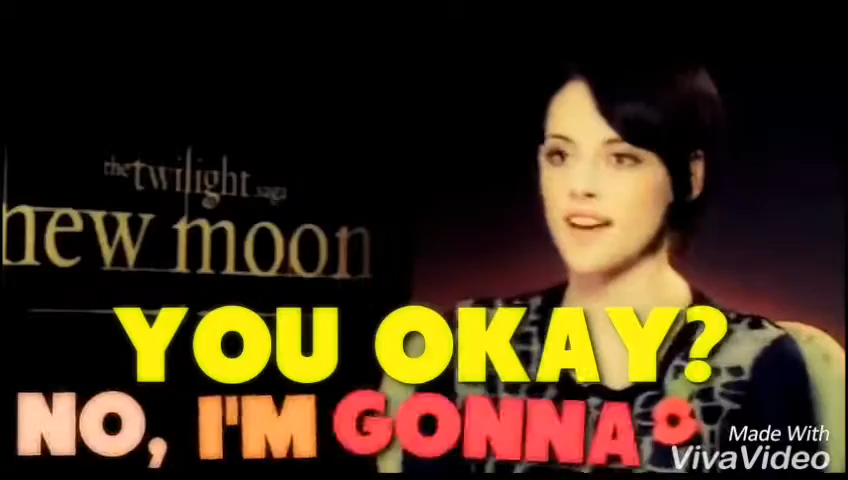 the twilight saga
new moon
YOU OKAY?
NO, I'M GONNA
Made With
VivaVideo